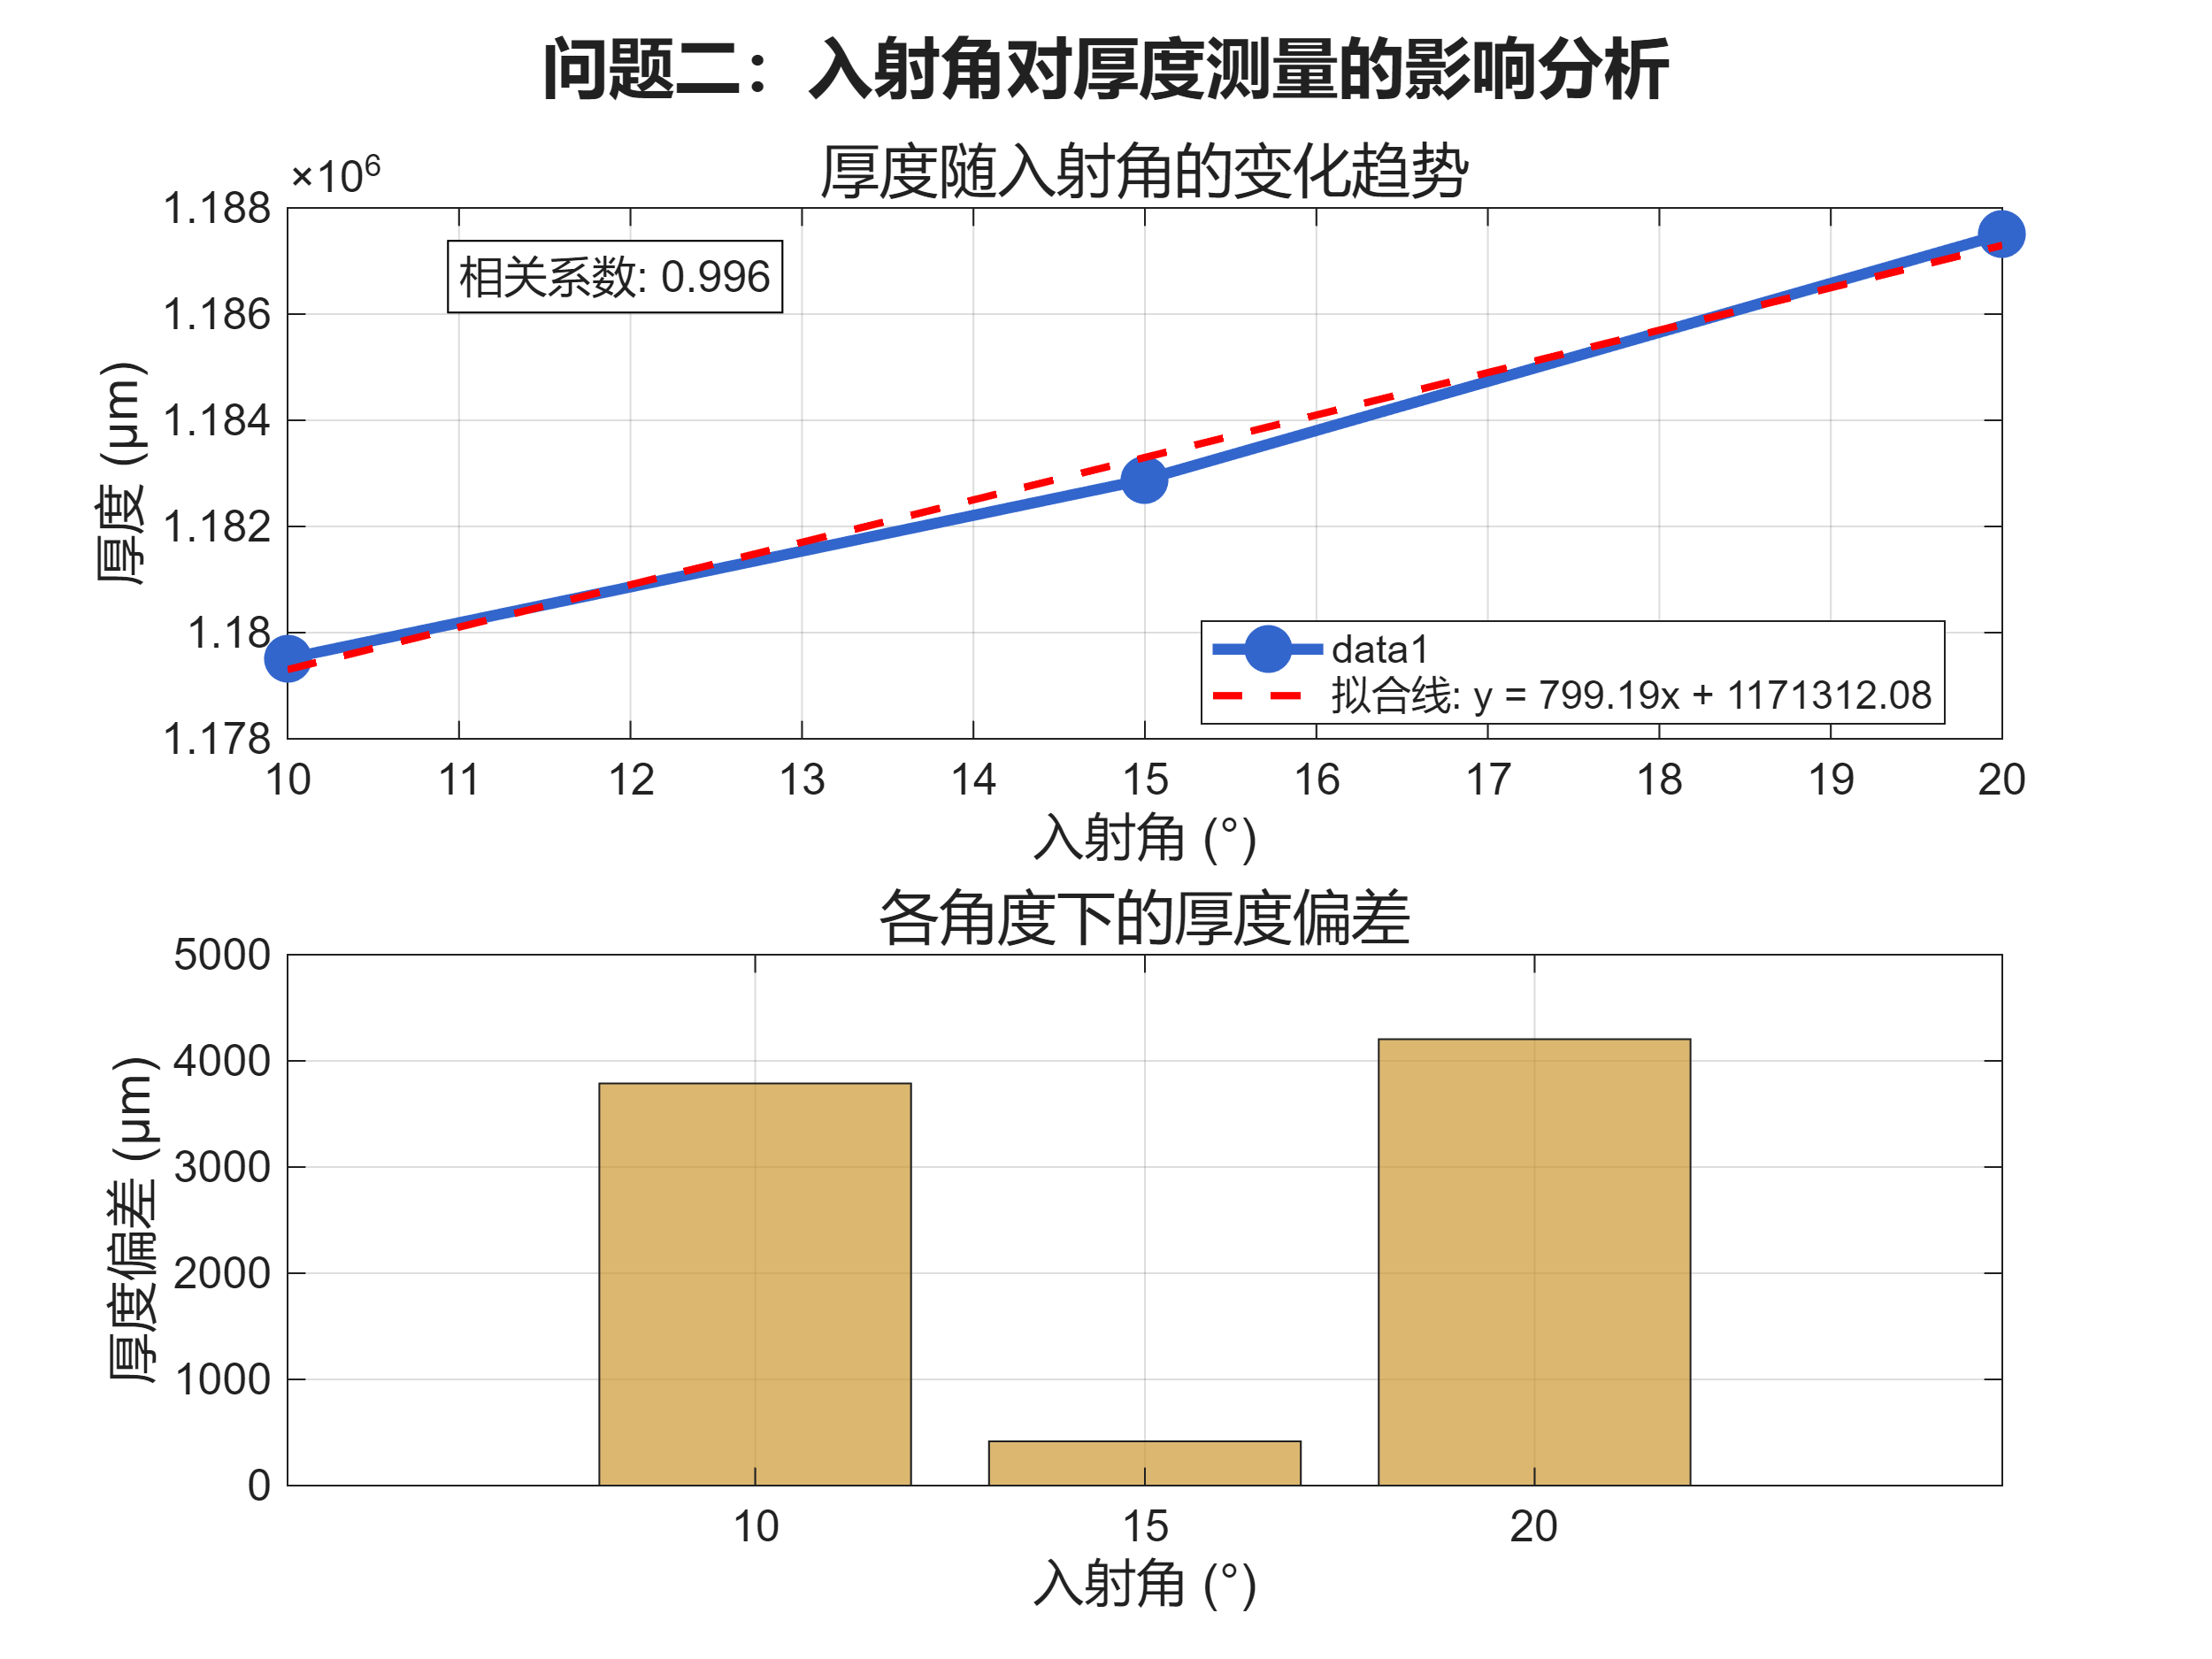 问题二：入射角对厚度测量的影响分析
厚度随入射角的变化趋势
×10⁶
1.188
1.186
1.184
1.182
1.18
1.178
厚度 (μm)
相关系数: 0.996
data1
拟合线: y = 799.19x + 1171312.08
10 11 12 13 14 15 16 17 18 19 20
入射角 (°)
各角度下的厚度偏差
5000
4000
3000
2000
1000
0
厚度偏差 (μm)
10 15 20
入射角 (°)